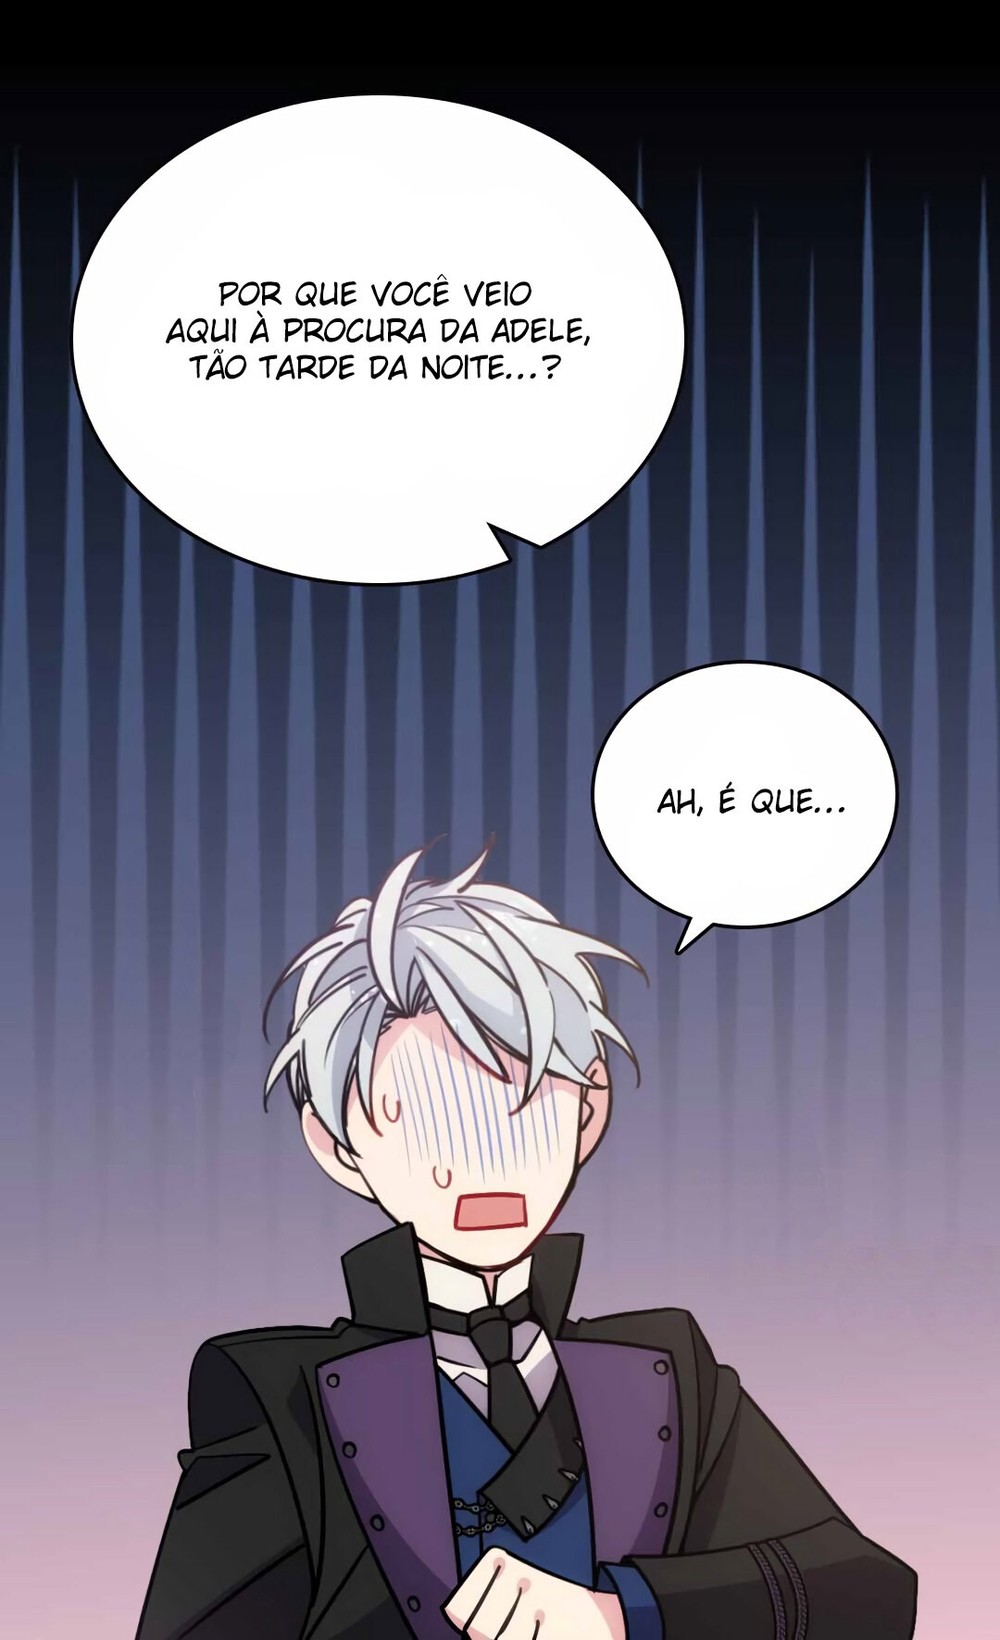 POR QUE VOCÊ VEIO
AQUI À PROCURA DA ADELE,
TÃO TARDE DA NOITE...?
AH, É QUE...